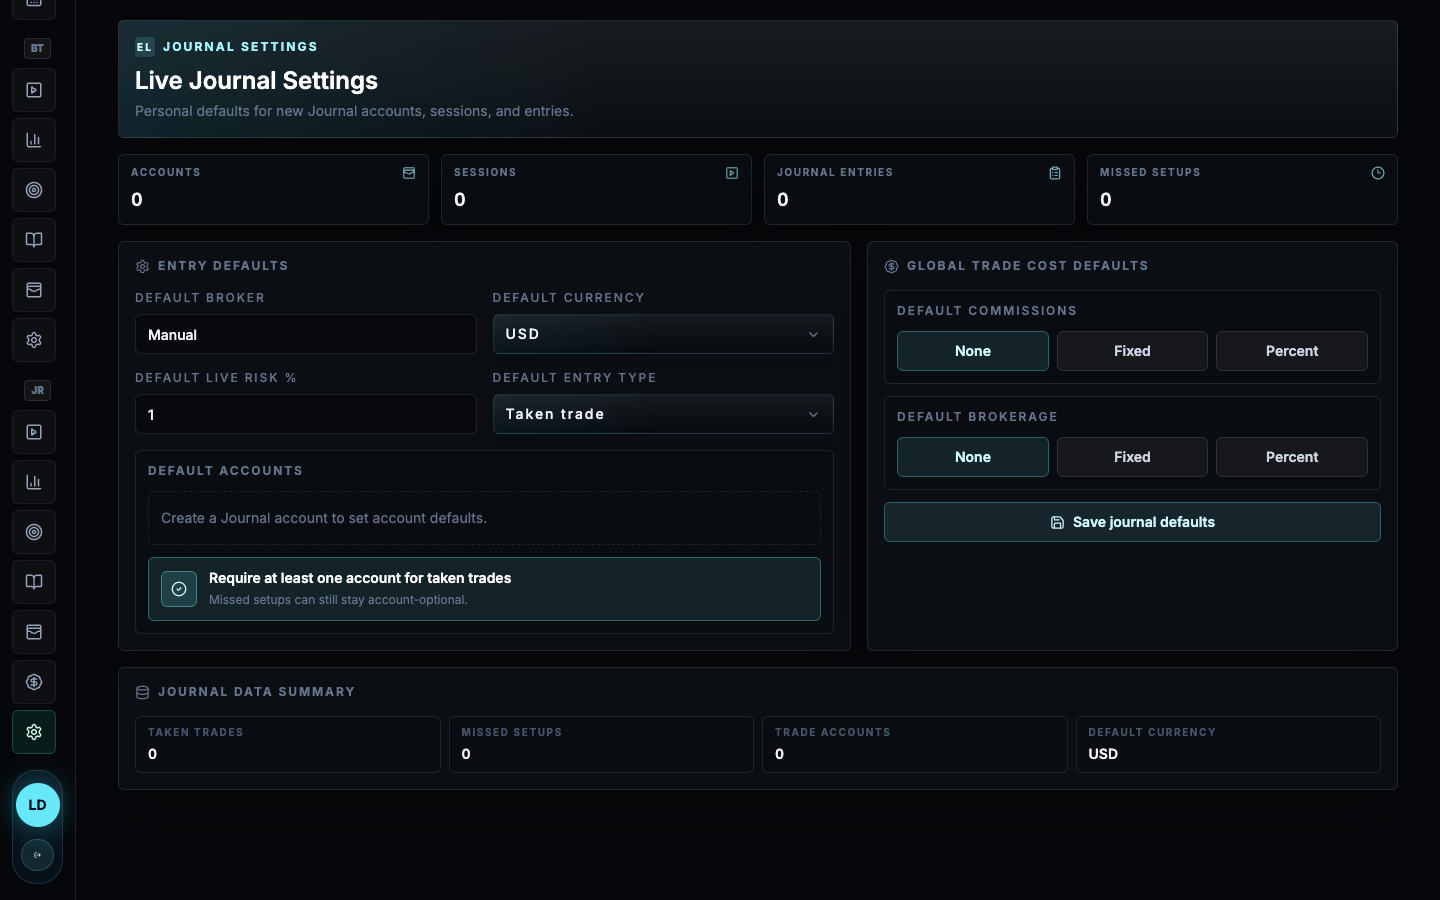 BT
JR
LD
EL JOURNAL SETTINGS
Live Journal Settings
Personal defaults for new Journal accounts, sessions, and entries.
ACCOUNTS
0
SESSIONS
0
JOURNAL ENTRIES
0
MISSED SETUPS
0
ENTRY DEFAULTS
DEFAULT BROKER
Manual
DEFAULT CURRENCY
USD
DEFAULT LIVE RISK %
1
DEFAULT ENTRY TYPE
Taken trade
DEFAULT ACCOUNTS
Create a Journal account to set account defaults.
Require at least one account for taken trades
Missed setups can still stay account-optional.
GLOBAL TRADE COST DEFAULTS
DEFAULT COMMISSIONS
None Fixed Percent
DEFAULT BROKERAGE
None Fixed Percent
Save journal defaults
JOURNAL DATA SUMMARY
TAKEN TRADES
0
MISSED SETUPS
0
TRADE ACCOUNTS
0
DEFAULT CURRENCY
USD